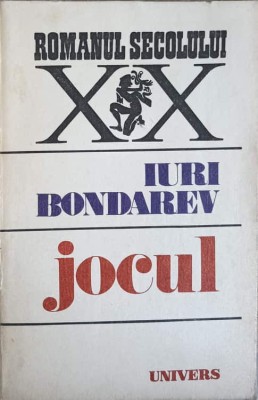 ROMANUL SECOLULUI
XX
IURI
BONDAREV
jocul
UNIVERS